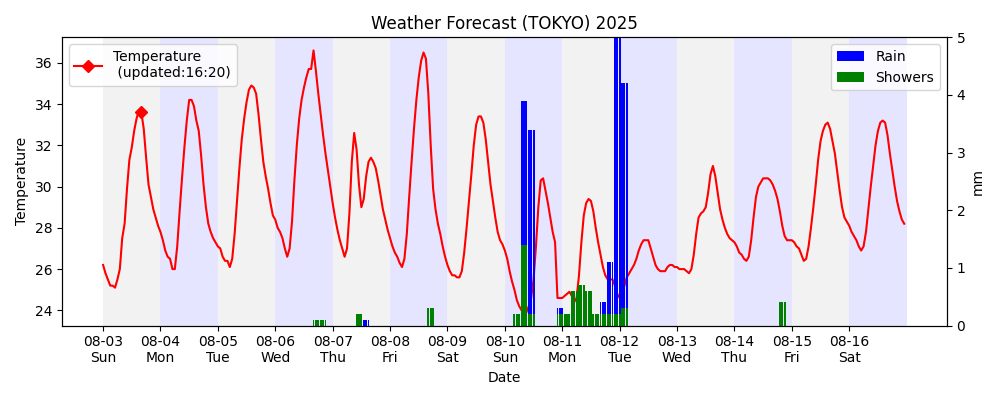 Weather Forecast (TOKYO) 2025
Temperature
(updated:16:20)
Rain
Showers
Temperature
36
34
32
30
28
26
24
5
4
3
2
1
0
mm
08-03 08-04 08-05 08-06 08-07 08-08 08-09 08-10 08-11 08-12 08-13 08-14 08-15 08-16
Sun Mon Tue Wed Thu Fri Sat Sun Mon Tue Wed Thu Fri Sat
Date